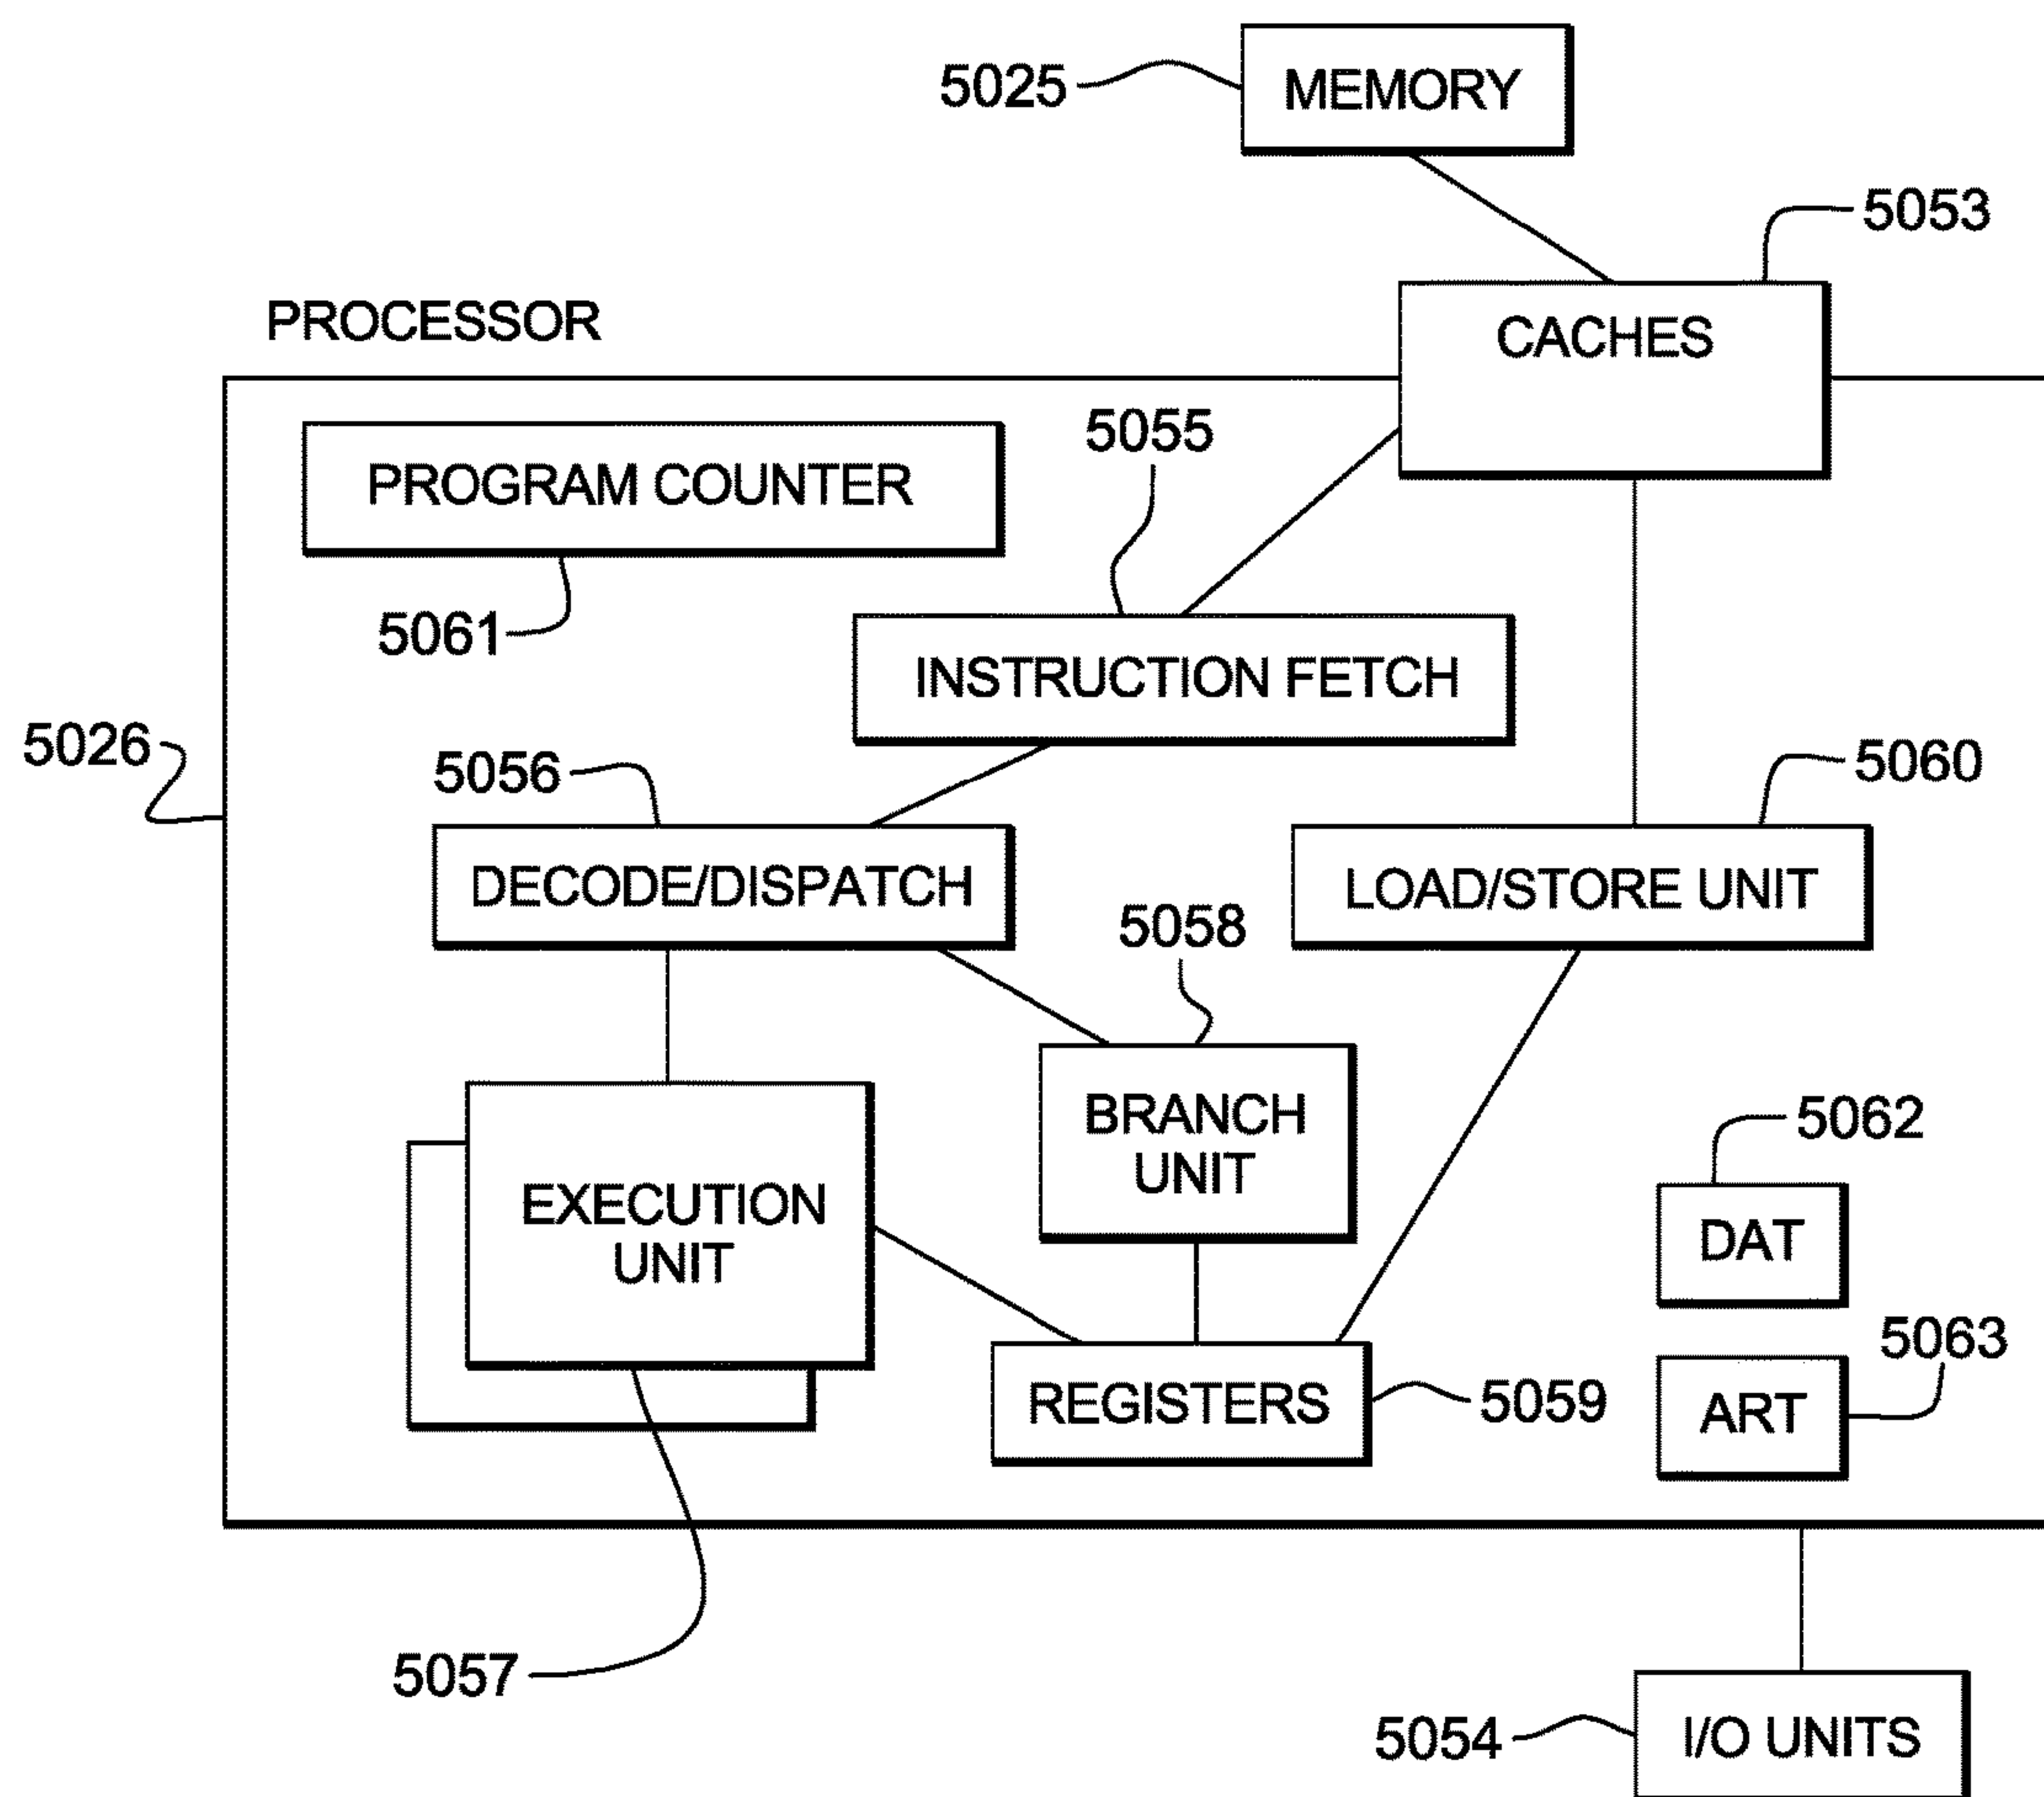 5025
MEMORY
5053
PROCESSOR
CACHES
5055
PROGRAM COUNTER
5061
INSTRUCTION FETCH
5026
5056
5060
DECODE/DISPATCH
LOAD/STORE UNIT
5058
BRANCH
UNIT
5062
EXECUTION
UNIT
DAT
5063
REGISTERS
5059
ART
5057
5054
I/O UNITS